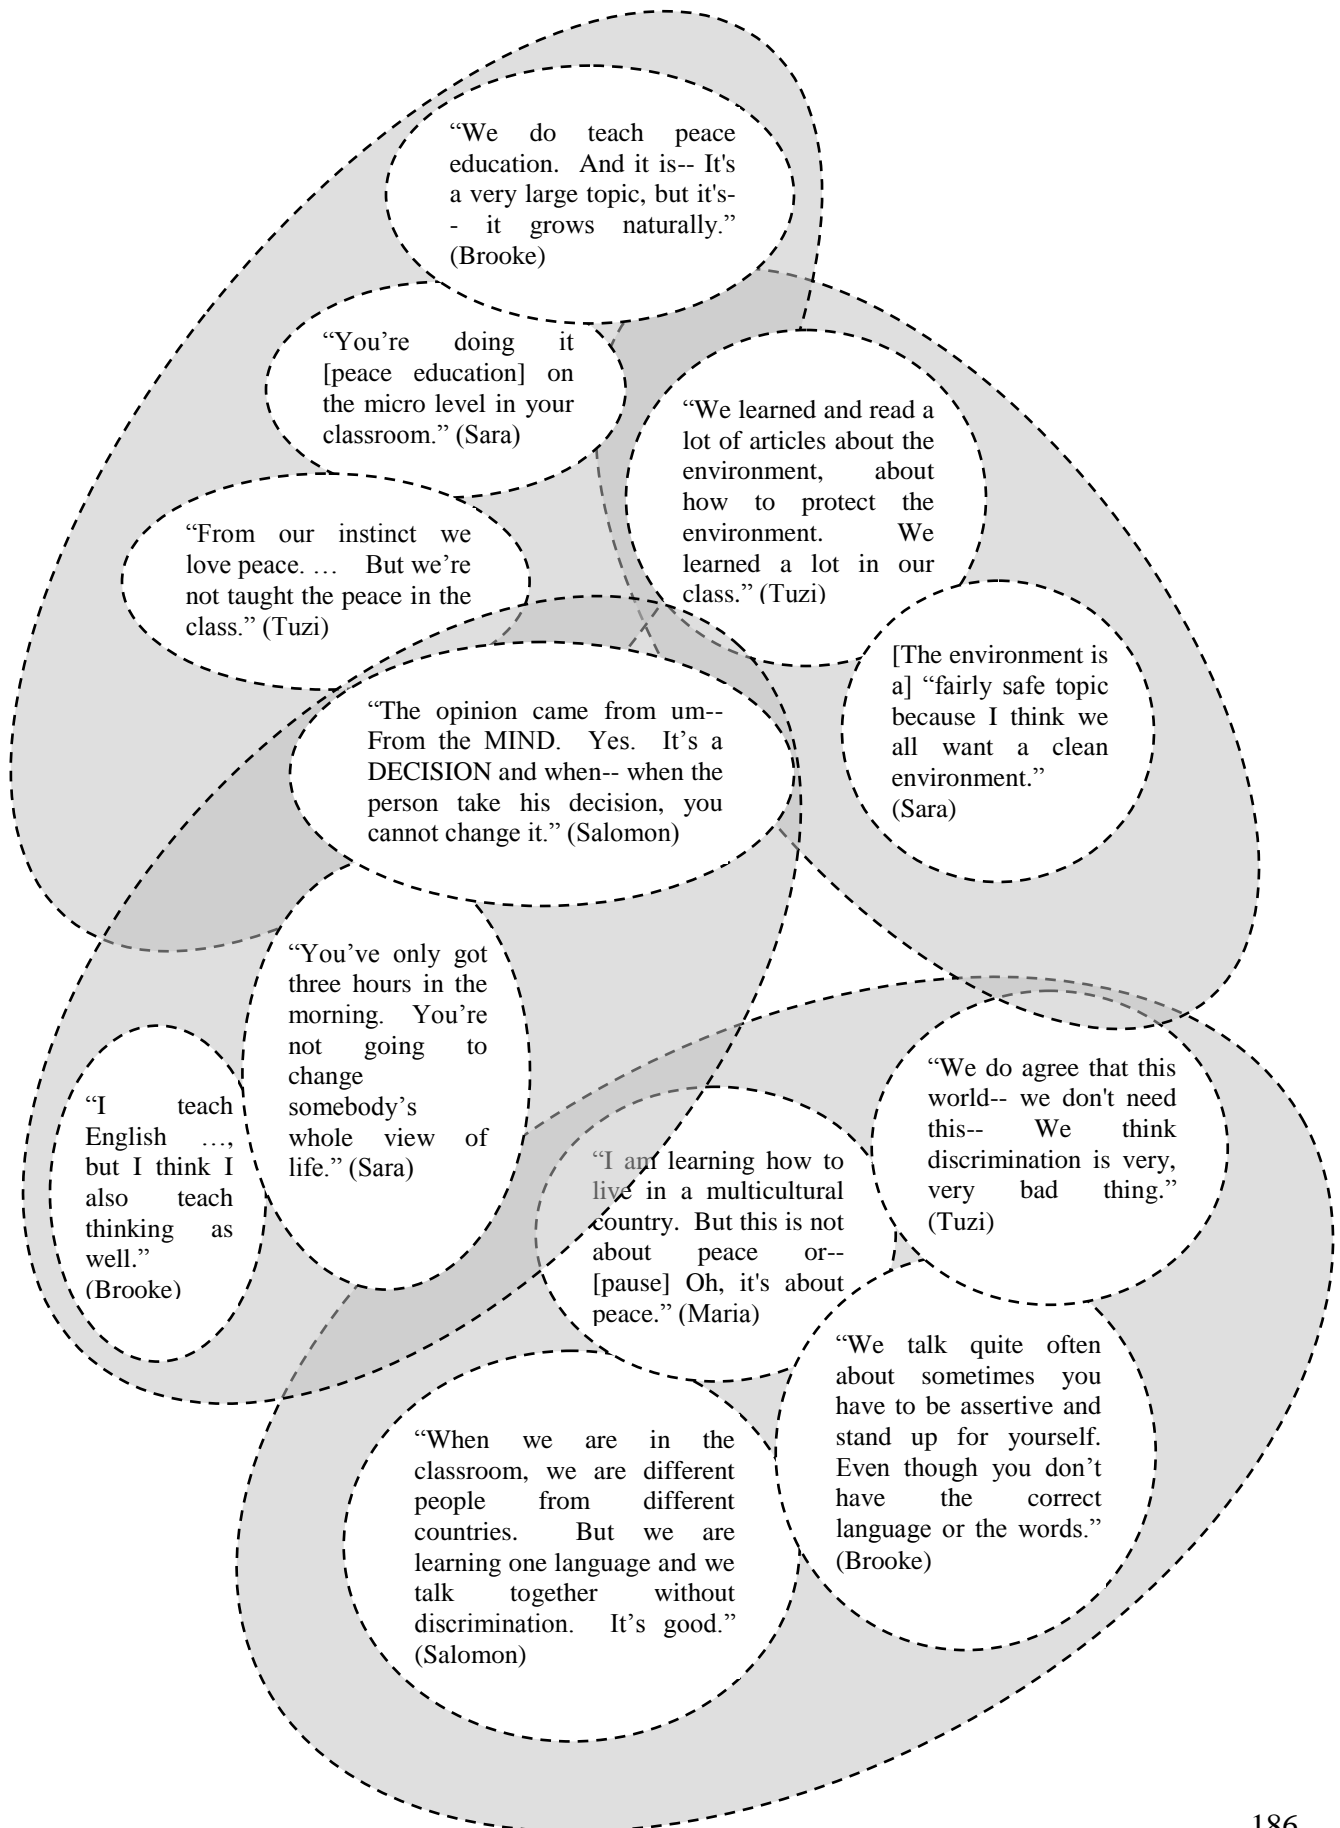 “We do teach peace
education. And it is-- It's
a very large topic, but it's-
- it grows naturally.”
(Brooke)
“You’re doing it
[peace education] on
the micro level in your
classroom.” (Sara)
“We learned and read a
lot of articles about the
environment, about
how to protect the
environment. We
learned a lot in our
class.” (Tuzi)
“From our instinct we
love peace. … But we’re
not taught the peace in the
class.” (Tuzi)
[The environment is
a] “fairly safe topic
because I think we
all want a clean
environment.”
(Sara)
“The opinion came from um--
From the MIND. Yes. It’s a
DECISION and when-- when the
person take his decision, you
cannot change it.” (Salomon)
“You’ve only got
three hours in the
morning. You’re
not going to
change
somebody’s
whole view of
life.” (Sara)
“I teach
English …,
but I think I
also teach
thinking as
well.”
(Brooke)
“I am learning how to
live in a multicultural
country. But this is not
about peace or--
[pause] Oh, it's about
peace.” (Maria)
“We do agree that this
world-- we don't need
this-- We think
discrimination is very,
very bad thing.”
(Tuzi)
“We talk quite often
about sometimes you
have to be assertive and
stand up for yourself.
Even though you don’t
have the correct
language or the words.”
(Brooke)
“When we are in the
classroom, we are different
people from different
countries. But we are
learning one language and we
talk together without
discrimination. It’s good.”
(Salomon)
186